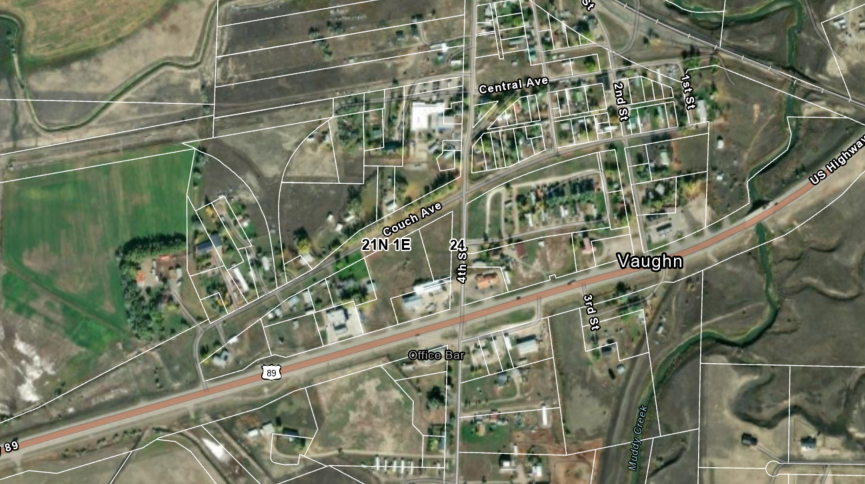 St
Central Ave
2nd St
1st St
US Highway
Couch Ave
21N 1E
24
4th St
Vaughn
3rd St
Office Bar
89
89
Muddy Creek